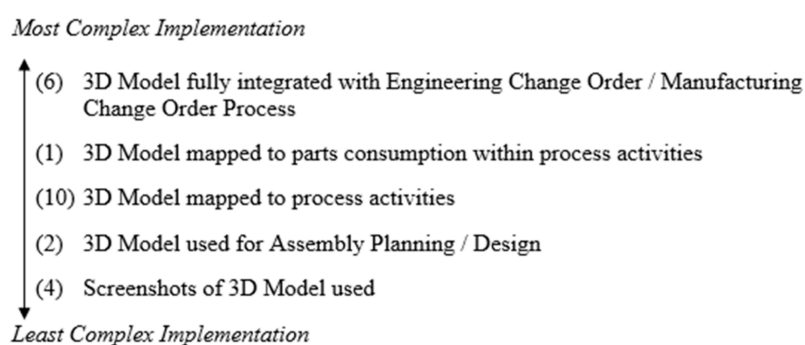 Most Complex Implementation
(6) 3D Model fully integrated with Engineering Change Order / Manufacturing
Change Order Process
(1) 3D Model mapped to parts consumption within process activities
(10) 3D Model mapped to process activities
(2) 3D Model used for Assembly Planning / Design
(4) Screenshots of 3D Model used
Least Complex Implementation